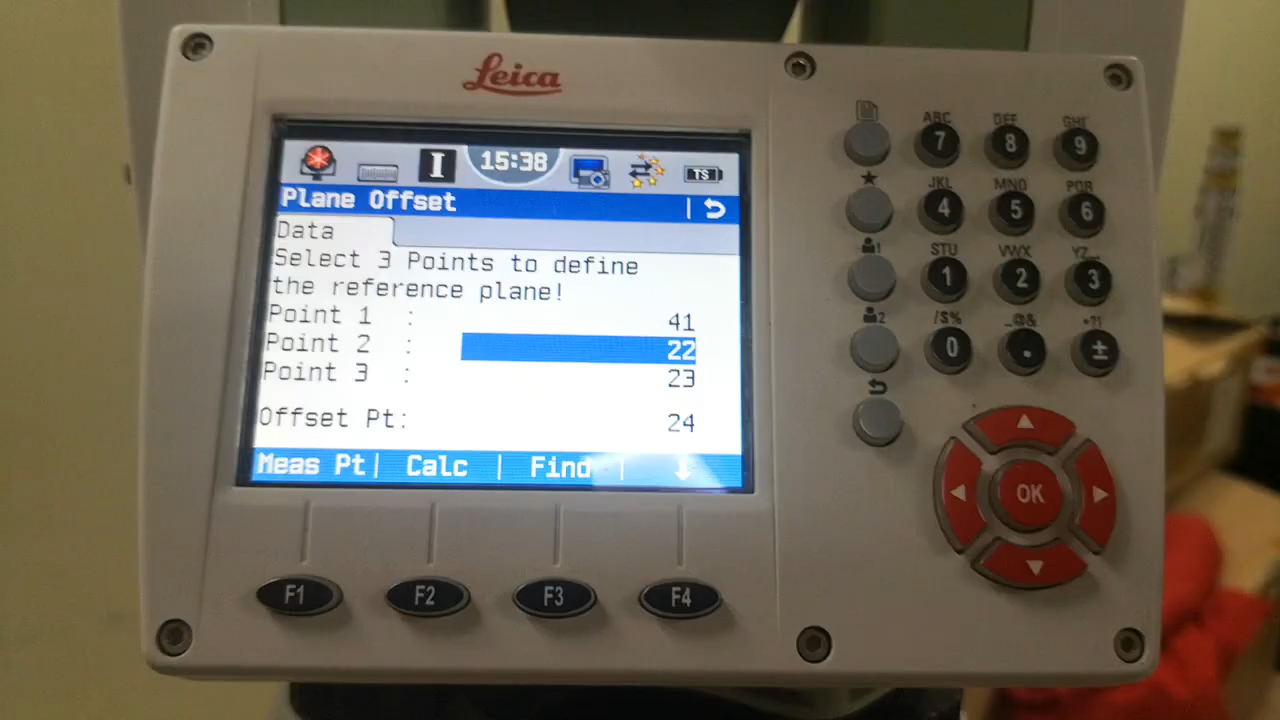 Leica
I 15:38 TS
Plane Offset
Data
Select 3 Points to define
the reference plane!
Point 1 : 41
Point 2 : 22
Point 3 : 23
Offset Pt: 24
Meas Pt| Calc | Find | ↓
F1 F2 F3 F4
ABC DEF GHI
7 8 9
JKL MNO PQR
4 5 6
STU VWX YZ_
1 2 3
/$% _@& *?!
0 . ±
1
2
OK